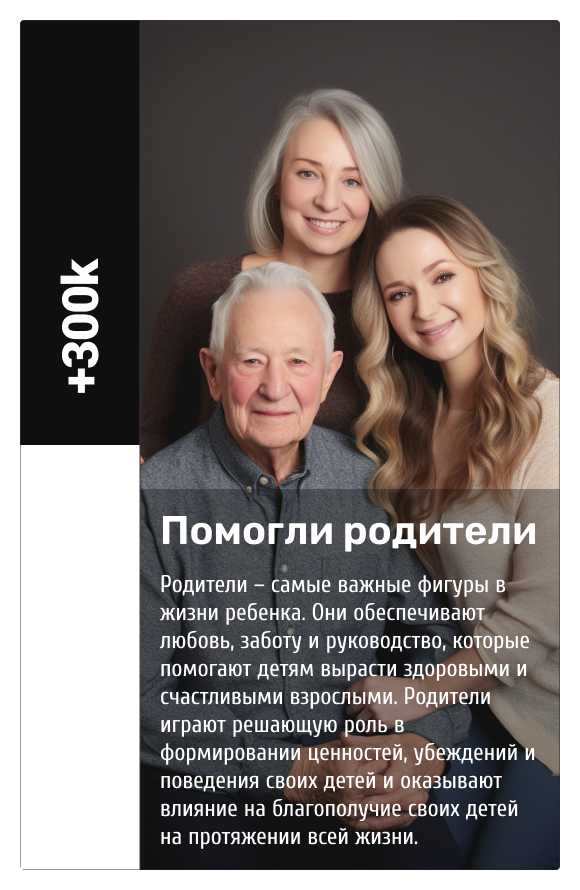 +300k
Помогли родители
Родители – самые важные фигуры в
жизни ребенка. Они обеспечивают
любовь, заботу и руководство, которые
помогают детям вырасти здоровыми и
счастливыми взрослыми. Родители
играют решающую роль в
формировании ценностей, убеждений и
поведения своих детей и оказывают
влияние на благополучие своих детей
на протяжении всей жизни.